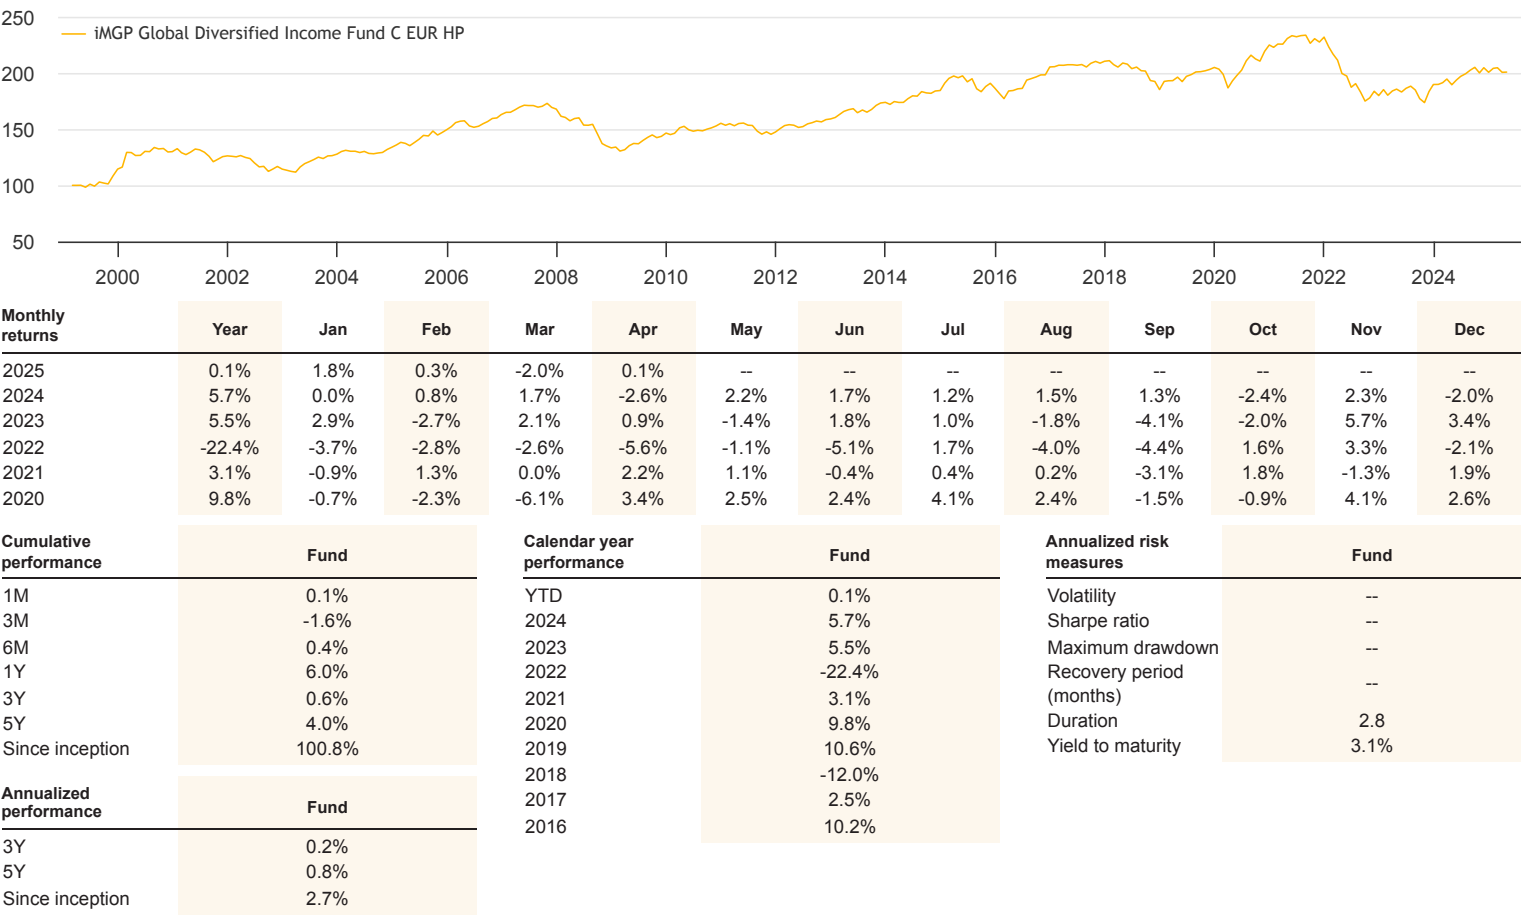 250
iMGP Global Diversified Income Fund C EUR HP
200
150
100
50
2000 2002 2004 2006 2008 2010 2012 2014 2016 2018 2020 2022 2024
Monthly returns Year Jan Feb Mar Apr May Jun Jul Aug Sep Oct Nov Dec
2025 0.1% 1.8% 0.3% -2.0% 0.1% -- -- -- -- -- -- -- --
2024 5.7% 0.0% 0.8% 1.7% -2.6% 2.2% 1.7% 1.2% 1.5% 1.3% -2.4% 2.3% -2.0%
2023 5.5% 2.9% -2.7% 2.1% 0.9% -1.4% 1.8% 1.0% -1.8% -4.1% -2.0% 5.7% 3.4%
2022 -22.4% -3.7% -2.8% -2.6% -5.6% -1.1% -5.1% 1.7% -4.0% -4.4% 1.6% 3.3% -2.1%
2021 3.1% -0.9% 1.3% 0.0% 2.2% 1.1% -0.4% 0.4% 0.2% -3.1% 1.8% -1.3% 1.9%
2020 9.8% -0.7% -2.3% -6.1% 3.4% 2.5% 2.4% 4.1% 2.4% -1.5% -0.9% 4.1% 2.6%
Cumulative performance Fund
1M 0.1%
3M -1.6%
6M 0.4%
1Y 6.0%
3Y 0.6%
5Y 4.0%
Since inception 100.8%
Annualized performance Fund
3Y 0.2%
5Y 0.8%
Since inception 2.7%
Calendar year performance Fund
YTD 0.1%
2024 5.7%
2023 5.5%
2022 -22.4%
2021 3.1%
2020 9.8%
2019 10.6%
2018 -12.0%
2017 2.5%
2016 10.2%
Annualized risk measures Fund
Volatility --
Sharpe ratio --
Maximum drawdown --
Recovery period (months) --
Duration 2.8
Yield to maturity 3.1%